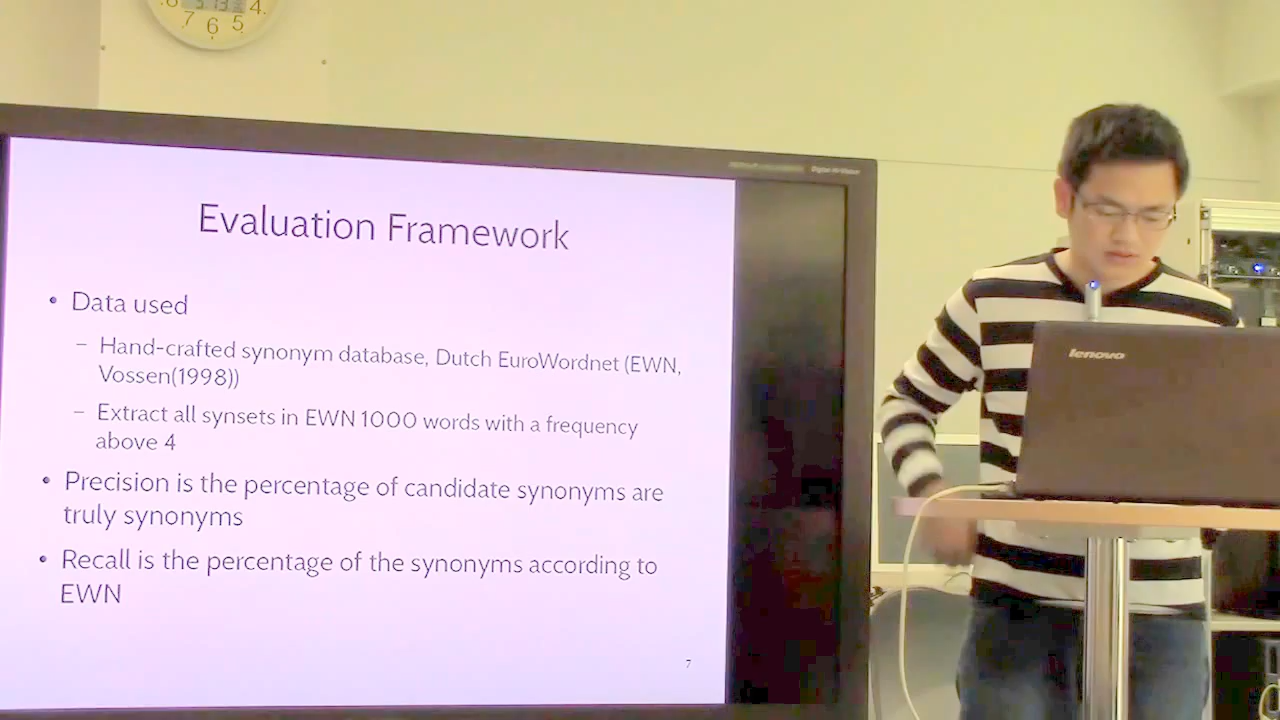 8 7 6 5 4
Evaluation Framework
• Data used
– Hand-crafted synonym database, Dutch EuroWordnet (EWN,
Vossen(1998))
– Extract all synsets in EWN 1000 words with a frequency
above 4
• Precision is the percentage of candidate synonyms are
truly synonyms
• Recall is the percentage of the synonyms according to
EWN
7
lenovo